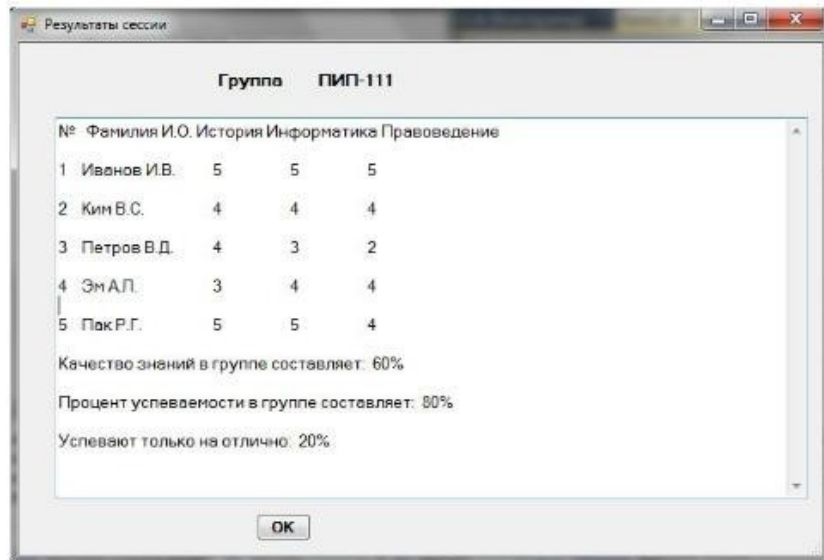 Результаты сессии
Группа ПИП-111
№ Фамилия И.О. История Информатика Правоведение
1 Иванов И.В. 5 5 5
2 Ким В.С. 4 4 4
3 Петров В.Д. 4 3 2
4 Эм А.П. 3 4 4
5 Пак Р.Г. 5 5 4
Качество знаний в группе составляет: 60%
Процент успеваемости в группе составляет: 80%
Успевают только на отлично: 20%
OK